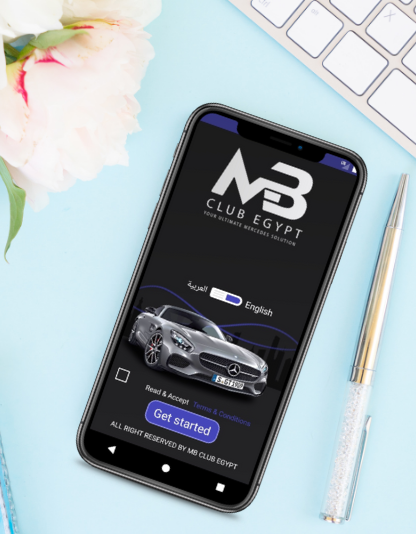 MB
CLUB EGYPT
YOUR ULTIMATE MERCEDES SOLUTION
العربية English
Read & Accept Terms & Conditions
Get started
ALL RIGHT RESERVED BY MB CLUB EGYPT